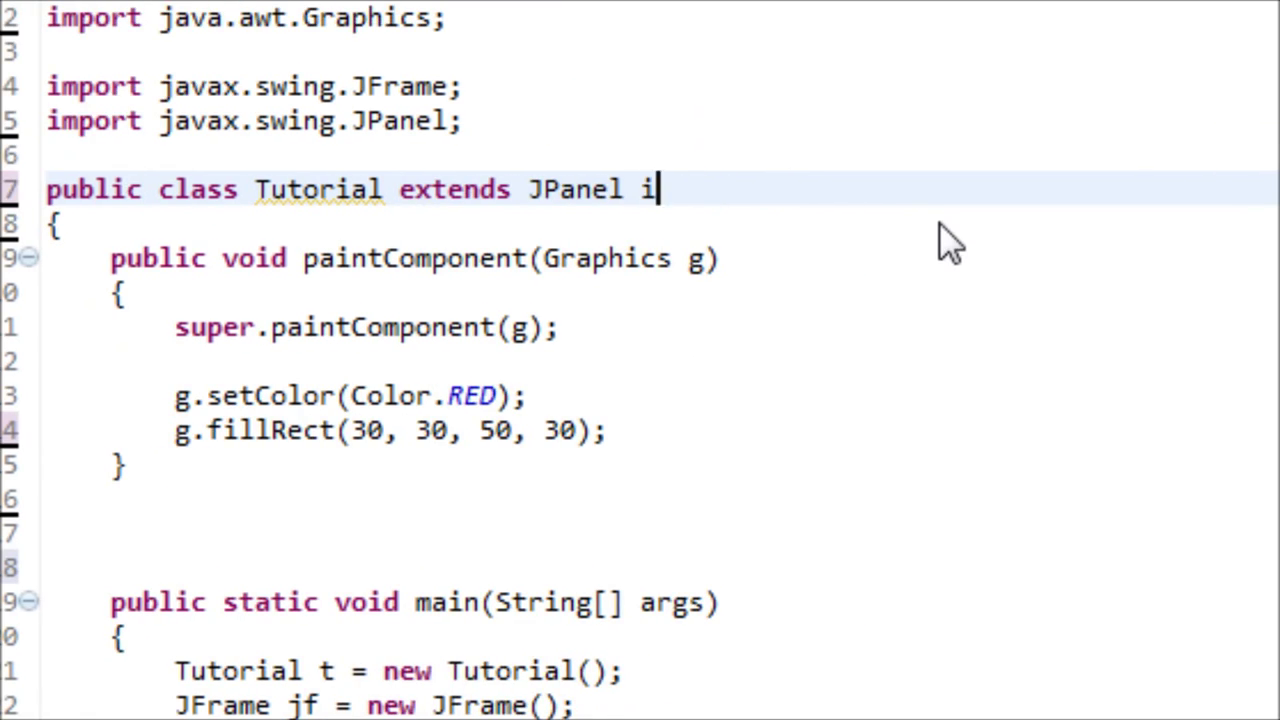 2 import java.awt.Graphics;
3
4 import javax.swing.JFrame;
5 import javax.swing.JPanel;
6
7 public class Tutorial extends JPanel i
8 {
9 public void paintComponent(Graphics g)
0 {
1 super.paintComponent(g);
2
3 g.setColor(Color.RED);
4 g.fillRect(30, 30, 50, 30);
5 }
6
7
8
9 public static void main(String[] args)
0 {
1 Tutorial t = new Tutorial();
2 JFrame jf = new JFrame();